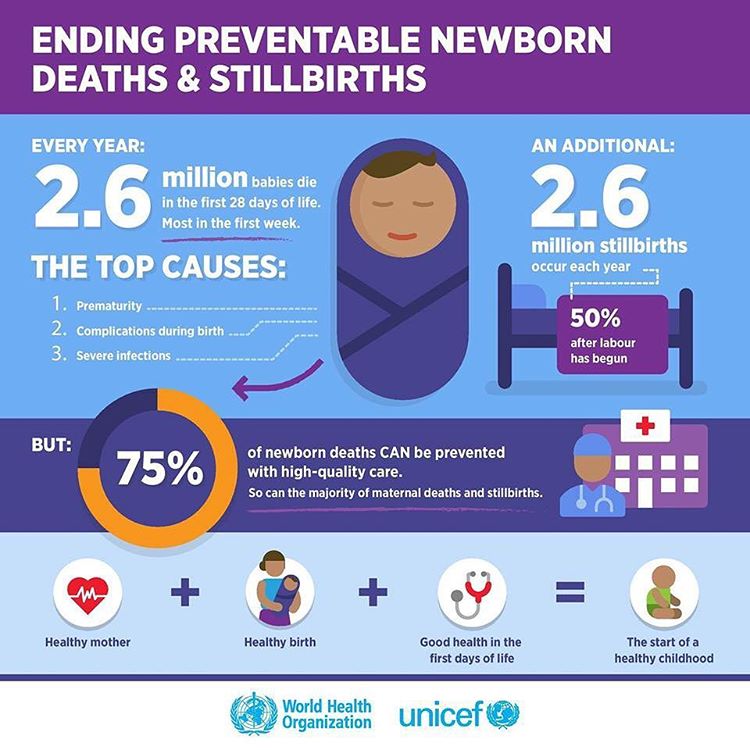 ENDING PREVENTABLE NEWBORN
DEATHS & STILLBIRTHS
EVERY YEAR:
2.6 million babies die
in the first 28 days of life.
Most in the first week.
THE TOP CAUSES:
1. Prematurity
2. Complications during birth
3. Severe infections
AN ADDITIONAL:
2.6
million stillbirths
occur each year
50%
after labour
has begun
BUT:
75%
of newborn deaths CAN be prevented
with high-quality care.
So can the majority of maternal deaths and stillbirths.
Healthy mother
+
Healthy birth
+
Good health in the
first days of life
=
The start of a
healthy childhood
World Health
Organization
unicef